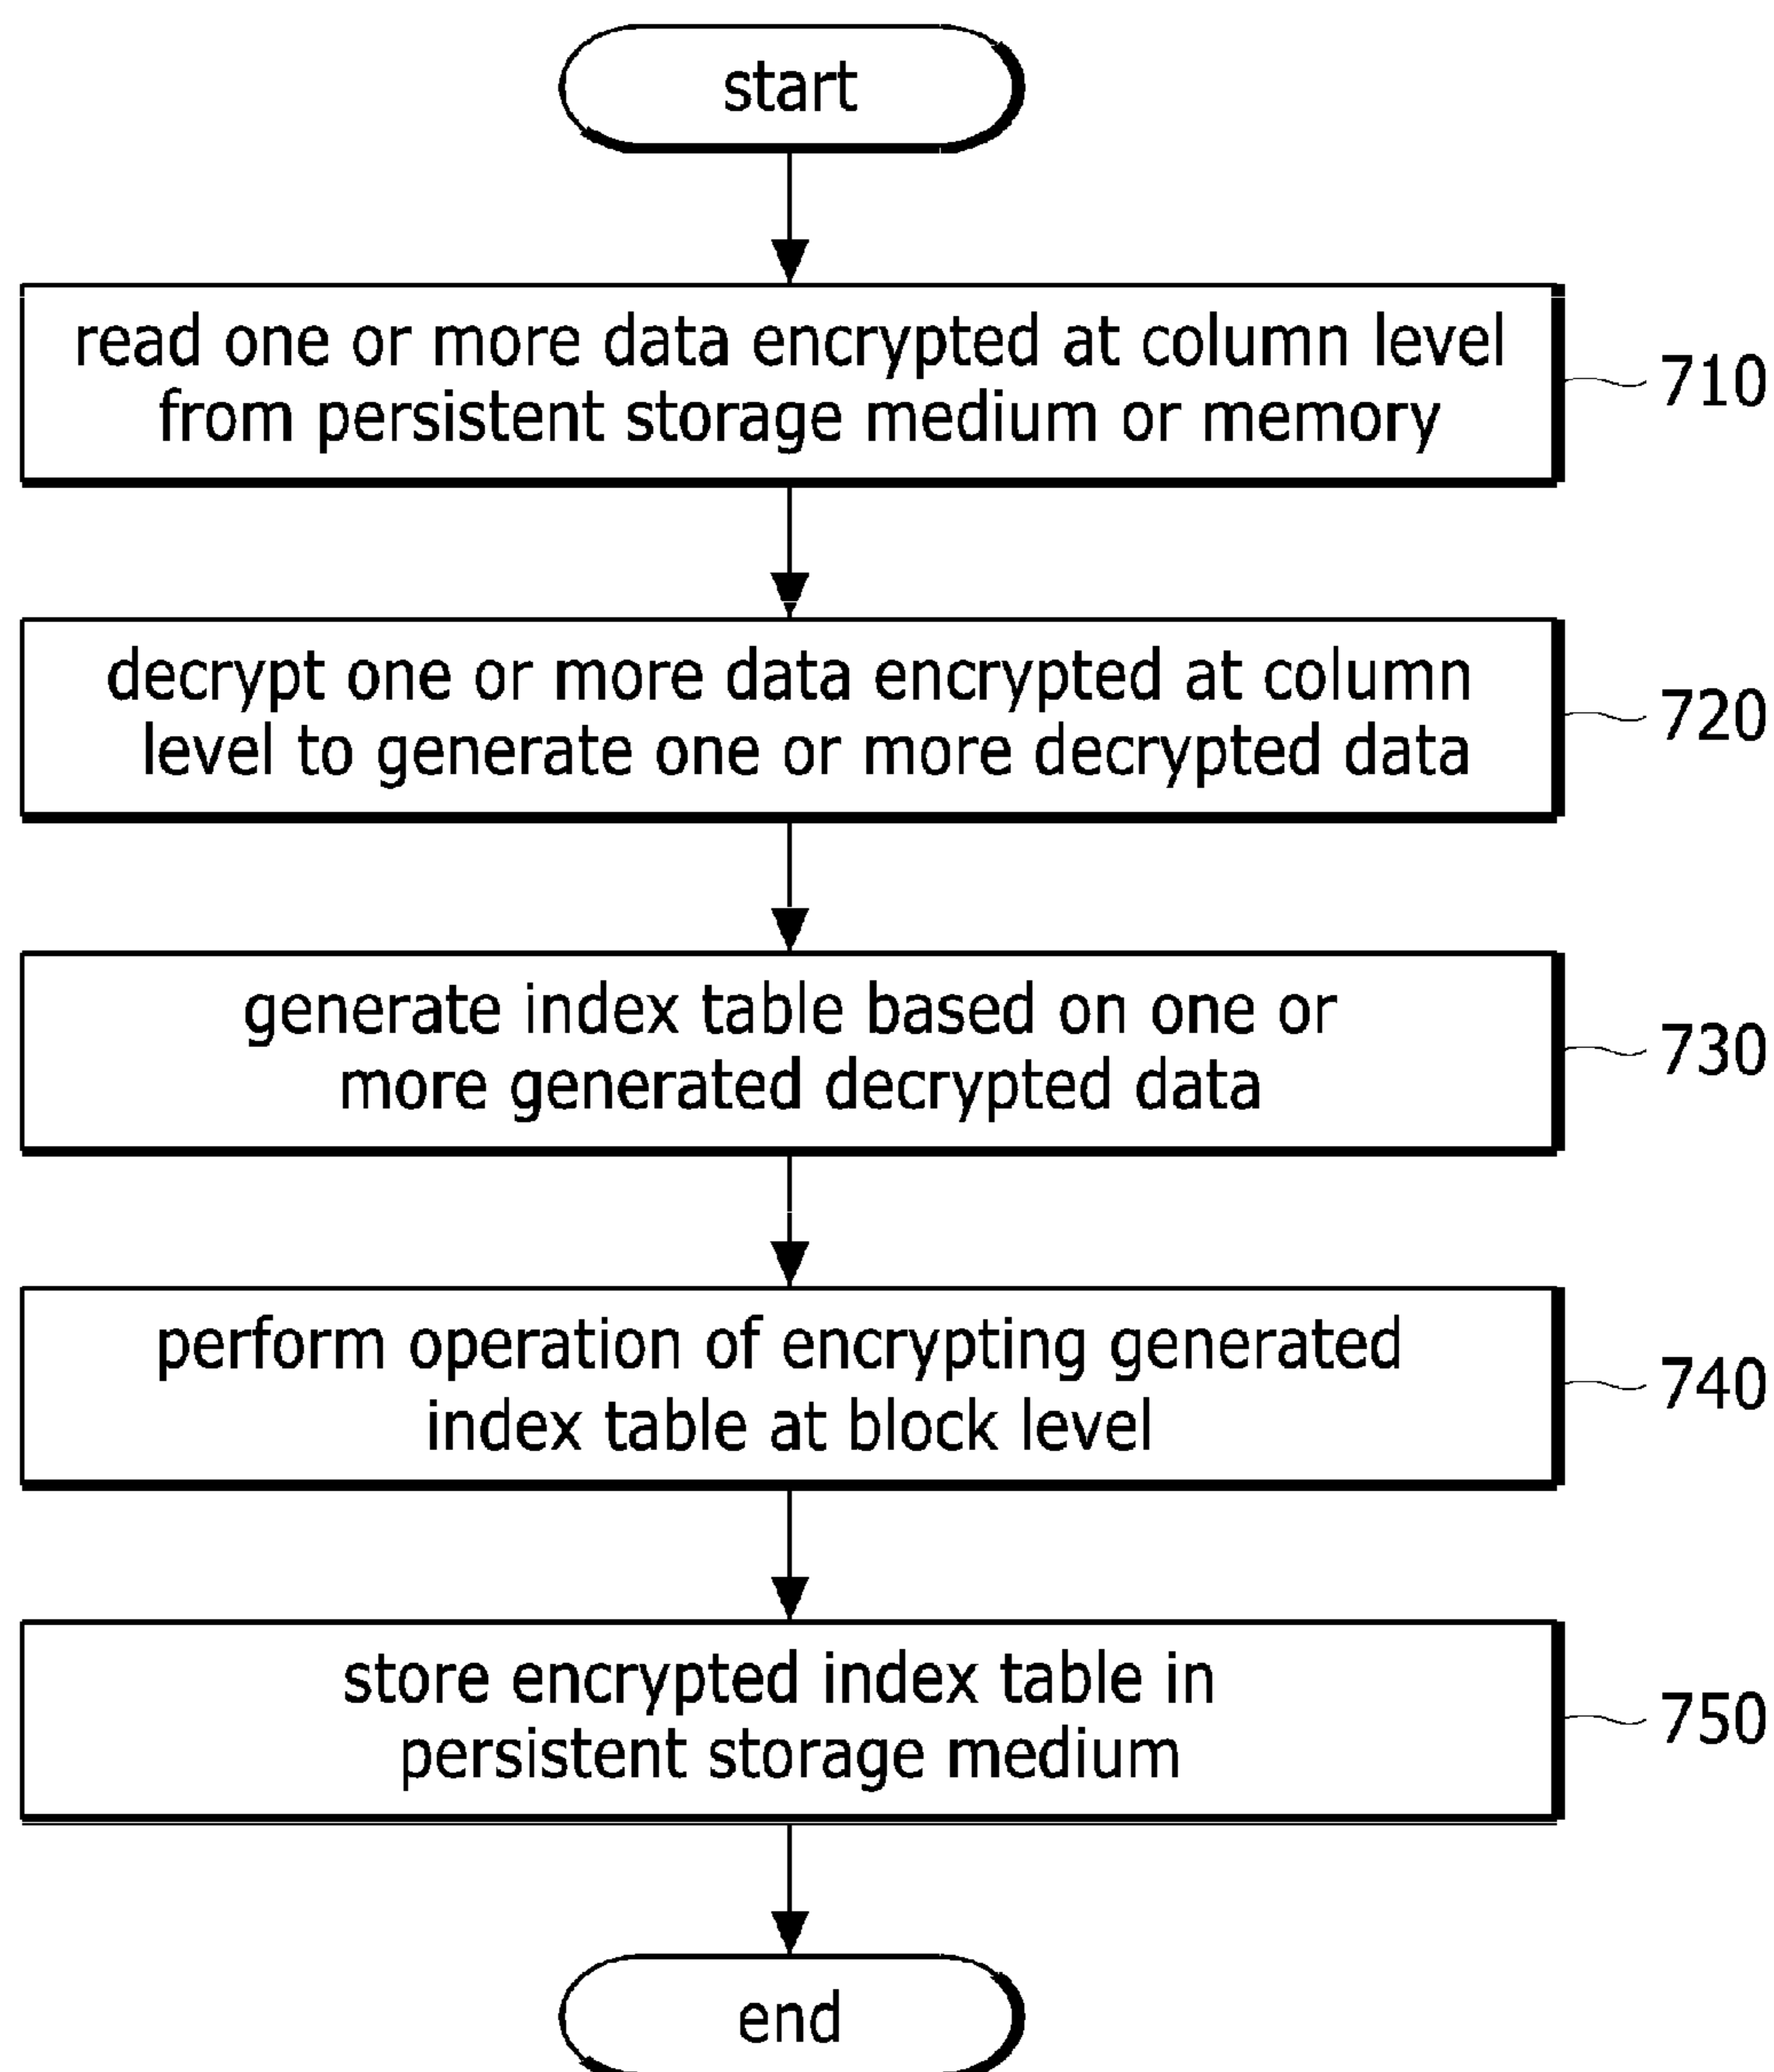 start
read one or more data encrypted at column level
from persistent storage medium or memory
710
decrypt one or more data encrypted at column
level to generate one or more decrypted data
720
generate index table based on one or
more generated decrypted data
730
perform operation of encrypting generated
index table at block level
740
store encrypted index table in
persistent storage medium
750
end